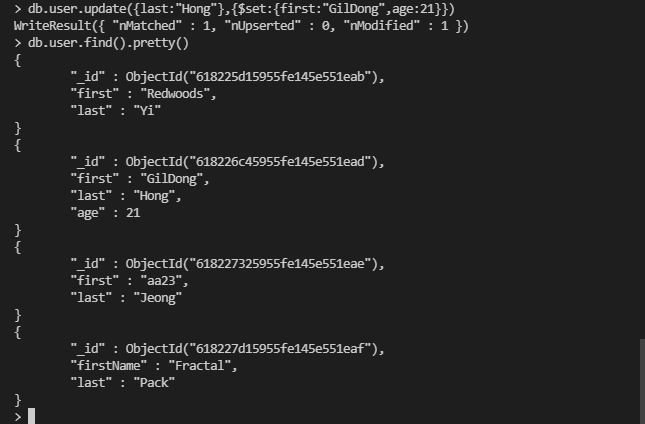 > db.user.update({last:"Hong"},{$set:{first:"GilDong",age:21}})
WriteResult({ "nMatched" : 1, "nUpserted" : 0, "nModified" : 1 })
> db.user.find().pretty()
{
        "_id" : ObjectId("618225d15955fe145e551eab"),
        "first" : "Redwoods",
        "last" : "Yi"
}
{
        "_id" : ObjectId("618226c45955fe145e551ead"),
        "first" : "GilDong",
        "last" : "Hong",
        "age" : 21
}
{
        "_id" : ObjectId("618227325955fe145e551eae"),
        "first" : "aa23",
        "last" : "Jeong"
}
{
        "_id" : ObjectId("618227d15955fe145e551eaf"),
        "firstName" : "Fractal",
        "last" : "Pack"
}
>